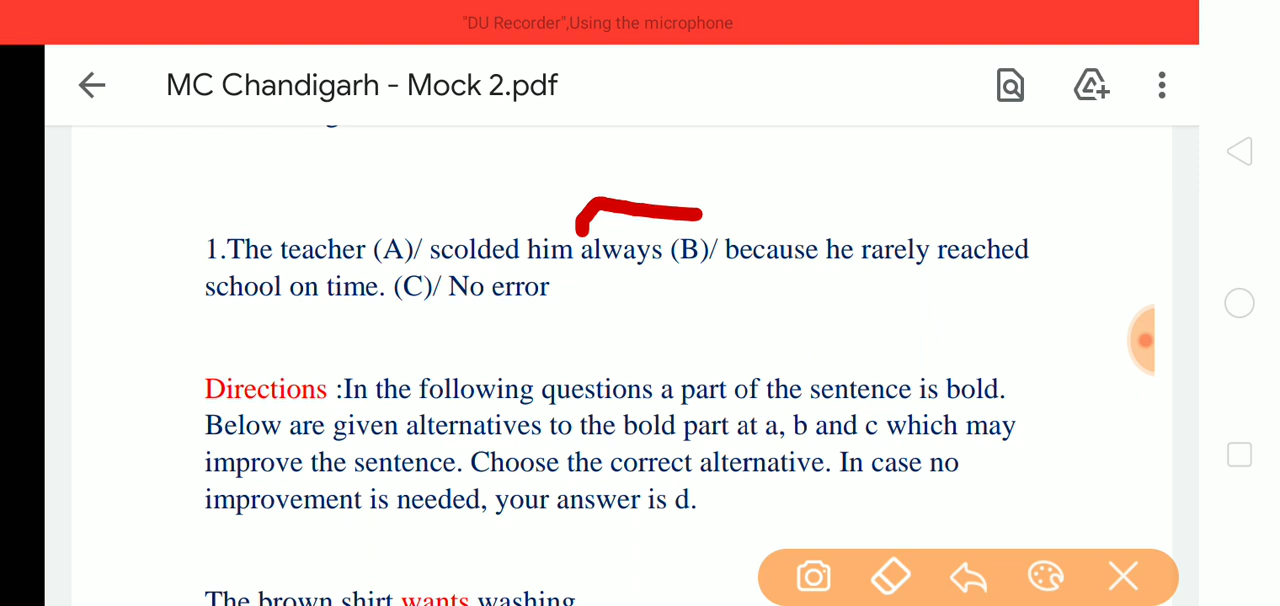 "DU Recorder",Using the microphone
MC Chandigarh - Mock 2.pdf
1.The teacher (A)/ scolded him always (B)/ because he rarely reached
school on time. (C)/ No error
Directions :In the following questions a part of the sentence is bold.
Below are given alternatives to the bold part at a, b and c which may
improve the sentence. Choose the correct alternative. In case no
improvement is needed, your answer is d.
The brown shirt wants washing